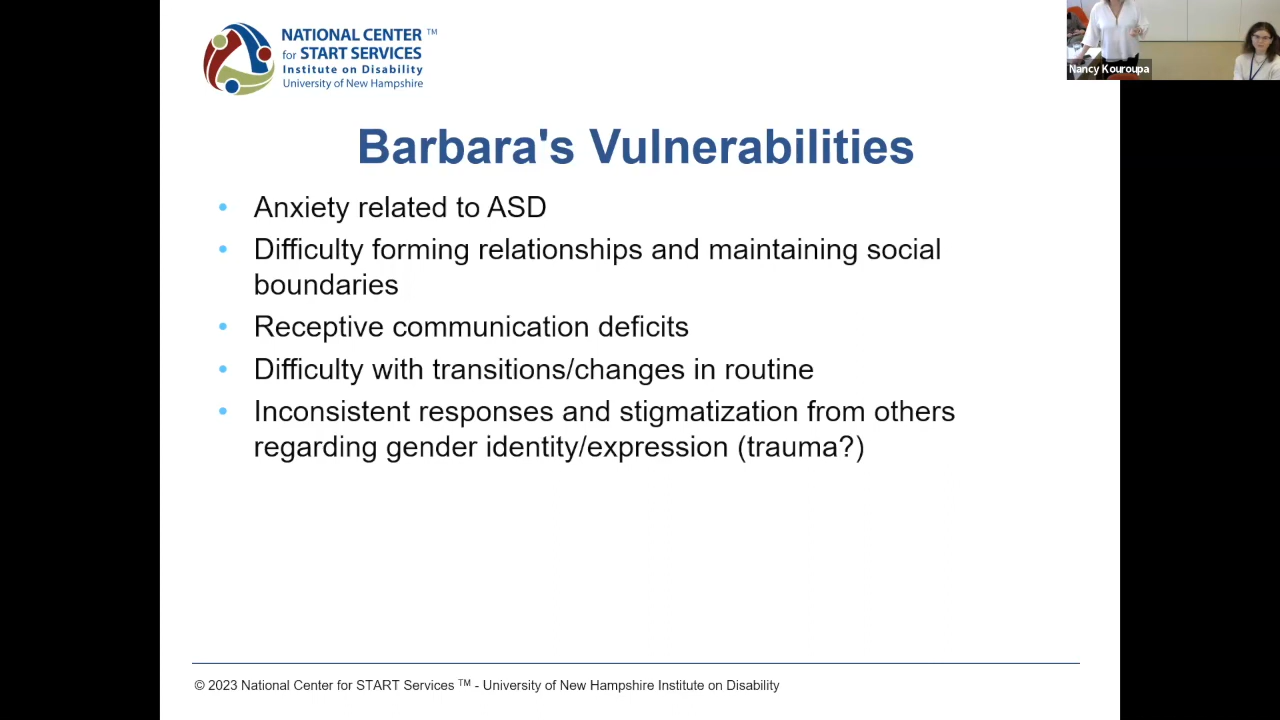 NATIONAL CENTER TM
for START SERVICES
Institute on Disability
University of New Hampshire
Nancy Kouroupa
Barbara's Vulnerabilities
• Anxiety related to ASD
• Difficulty forming relationships and maintaining social
boundaries
• Receptive communication deficits
• Difficulty with transitions/changes in routine
• Inconsistent responses and stigmatization from others
regarding gender identity/expression (trauma?)
© 2023 National Center for START Services TM - University of New Hampshire Institute on Disability